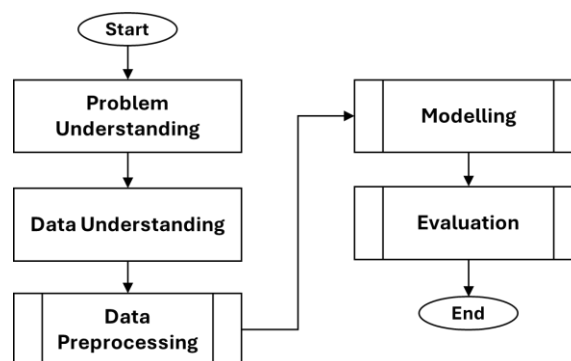 Start
Problem
Understanding
Data Understanding
Data
Preprocessing
Modelling
Evaluation
End